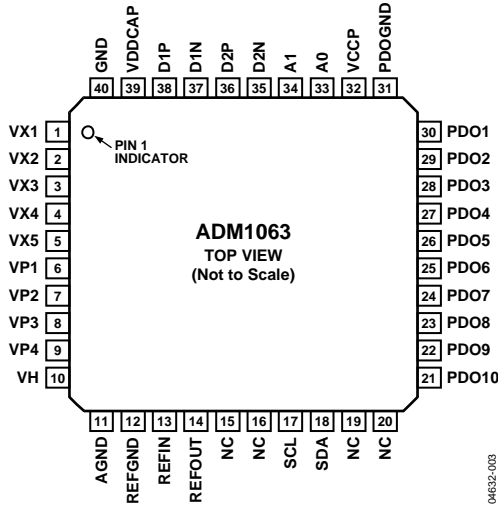 GND
VDDCAP
D1P
D1N
D2P
D2N
A1
A0
VCCP
PDOGND
40
39
38
37
36
35
34
33
32
31
VX1 1
VX2 2
VX3 3
VX4 4
VX5 5
VP1 6
VP2 7
VP3 8
VP4 9
VH 10
PIN 1
INDICATOR
ADM1063
TOP VIEW
(Not to Scale)
30 PDO1
29 PDO2
28 PDO3
27 PDO4
26 PDO5
25 PDO6
24 PDO7
23 PDO8
22 PDO9
21 PDO10
11
12
13
14
15
16
17
18
19
20
AGND
REFGND
REFIN
REFOUT
NC
NC
SCL
SDA
NC
NC
04632-003